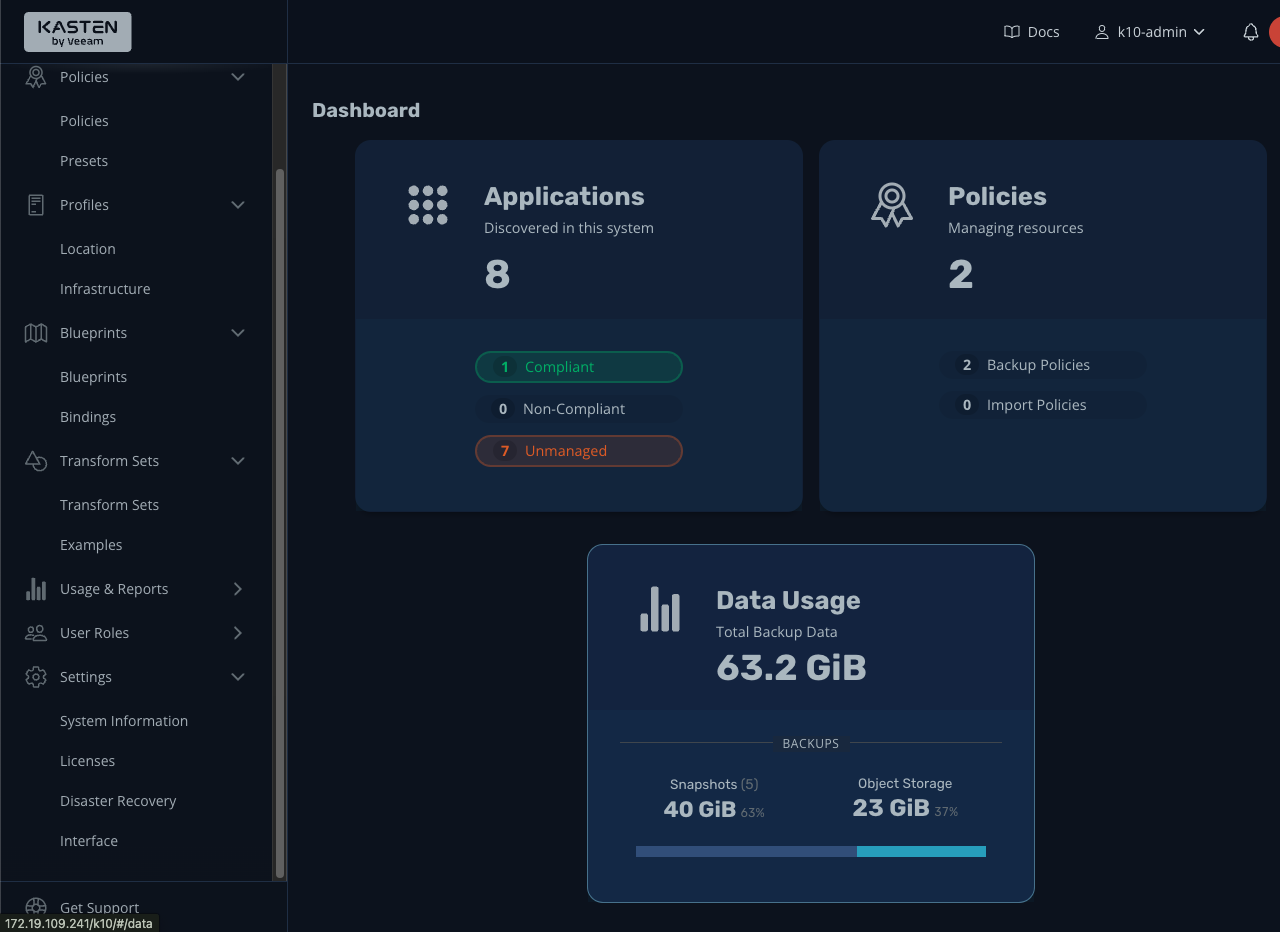 KASTEN
by Veeam
Docs
k10-admin
Policies
Policies
Presets
Profiles
Location
Infrastructure
Blueprints
Blueprints
Bindings
Transform Sets
Transform Sets
Examples
Usage & Reports
User Roles
Settings
System Information
Licenses
Disaster Recovery
Interface
Get Support
172.19.109.241/k10/#/data
Dashboard
Applications
Discovered in this system
8
1 Compliant
0 Non-Compliant
7 Unmanaged
Policies
Managing resources
2
2 Backup Policies
0 Import Policies
Data Usage
Total Backup Data
63.2 GiB
BACKUPS
Snapshots (5)
40 GiB 63%
Object Storage
23 GiB 37%